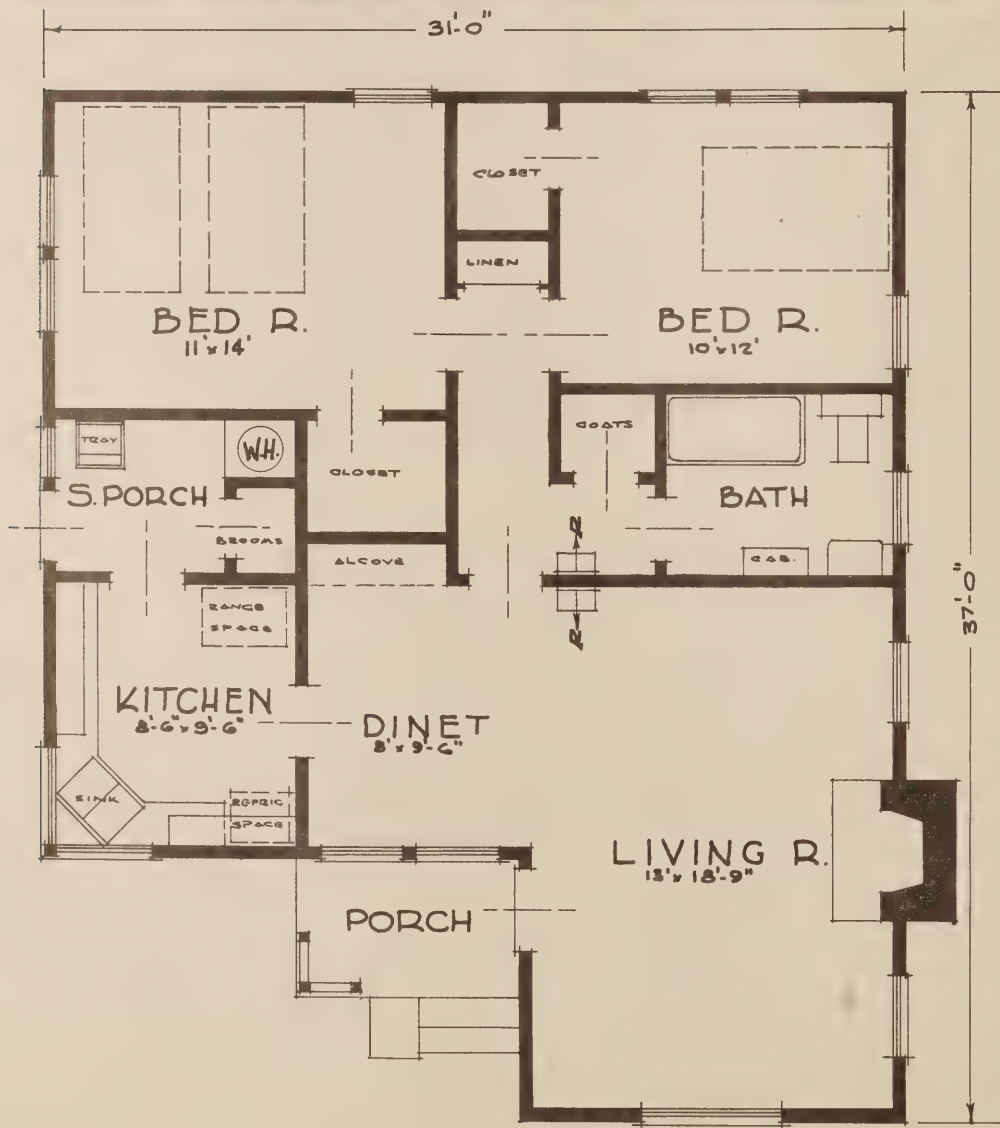 31'-0"
CLOSET
LINEN
BED R.
11' x 14'
BED R.
10' x 12'
TRAY
W.H.
COATS
CLOSET
S. PORCH
BATH
BROOMS
ALCOVE
R
CAB.
RANGE
SPACE
R
37'-0"
KITCHEN
8'-6" x 9'-6"
DINET
8' x 9'-6"
SINK
REFRIG
SPACE
LIVING R.
13' x 18'-9"
PORCH